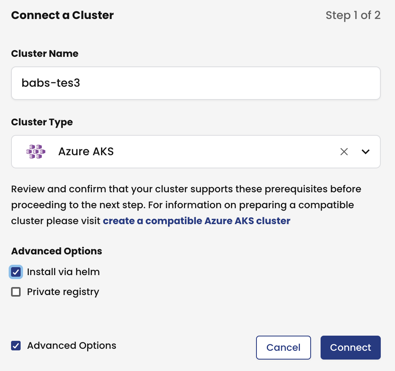 Connect a Cluster Step 1 of 2
Cluster Name
babs-tes3
Cluster Type
Azure AKS
Review and confirm that your cluster supports these prerequisites before
proceeding to the next step. For information on preparing a compatible
cluster please visit create a compatible Azure AKS cluster
Advanced Options
Install via helm
Private registry
Advanced Options Cancel Connect